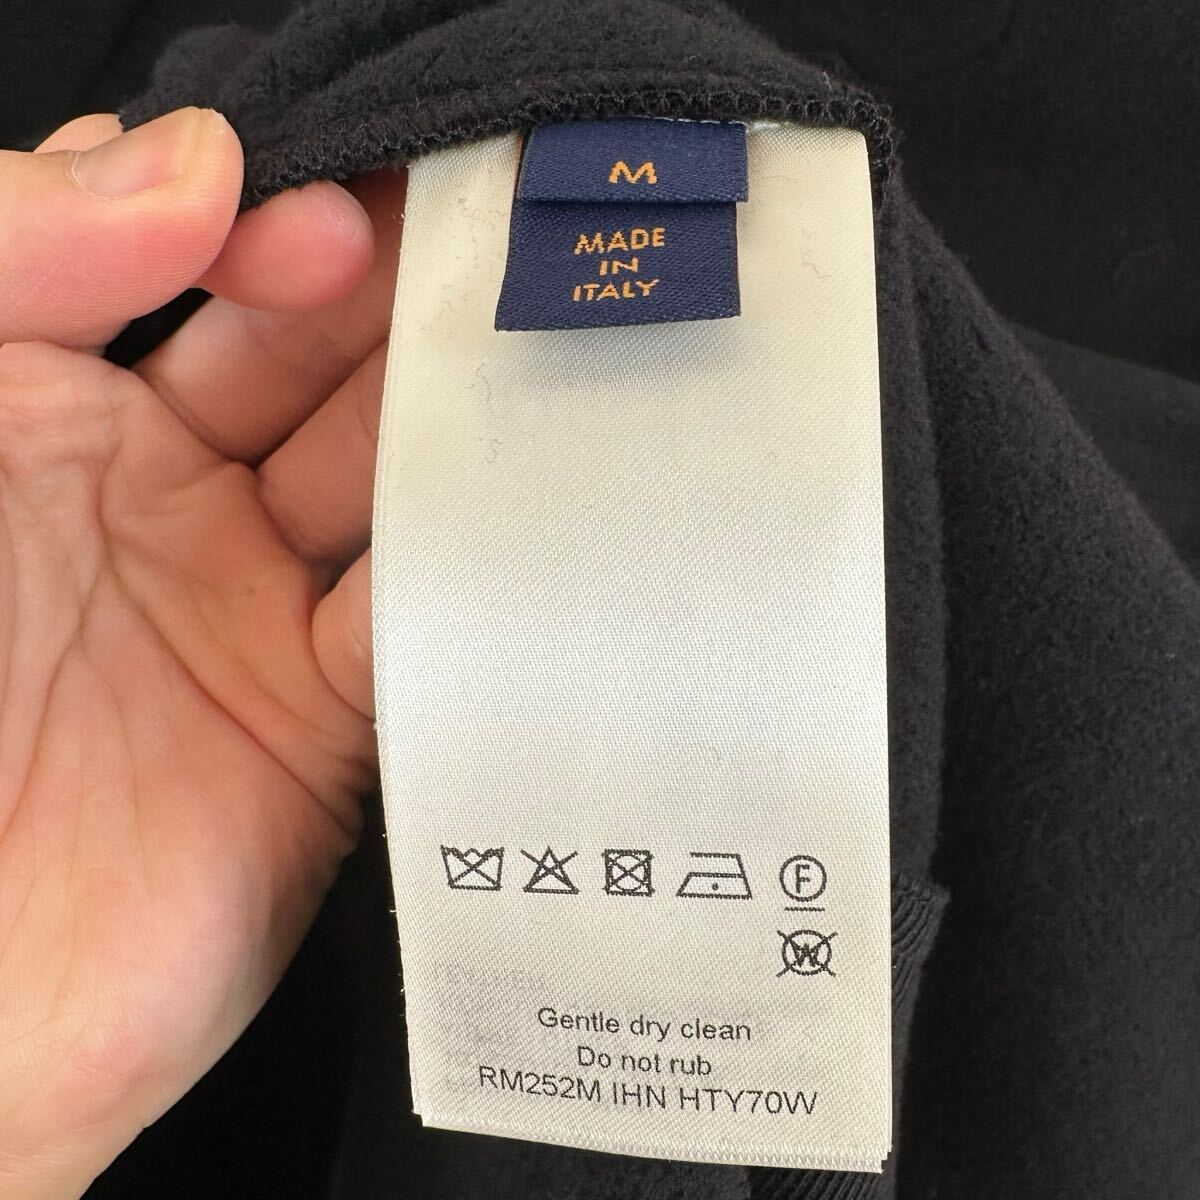 M
MADE
IN
ITALY
F
W
Gentle dry clean
Do not rub
RM252M IHN HTY70W